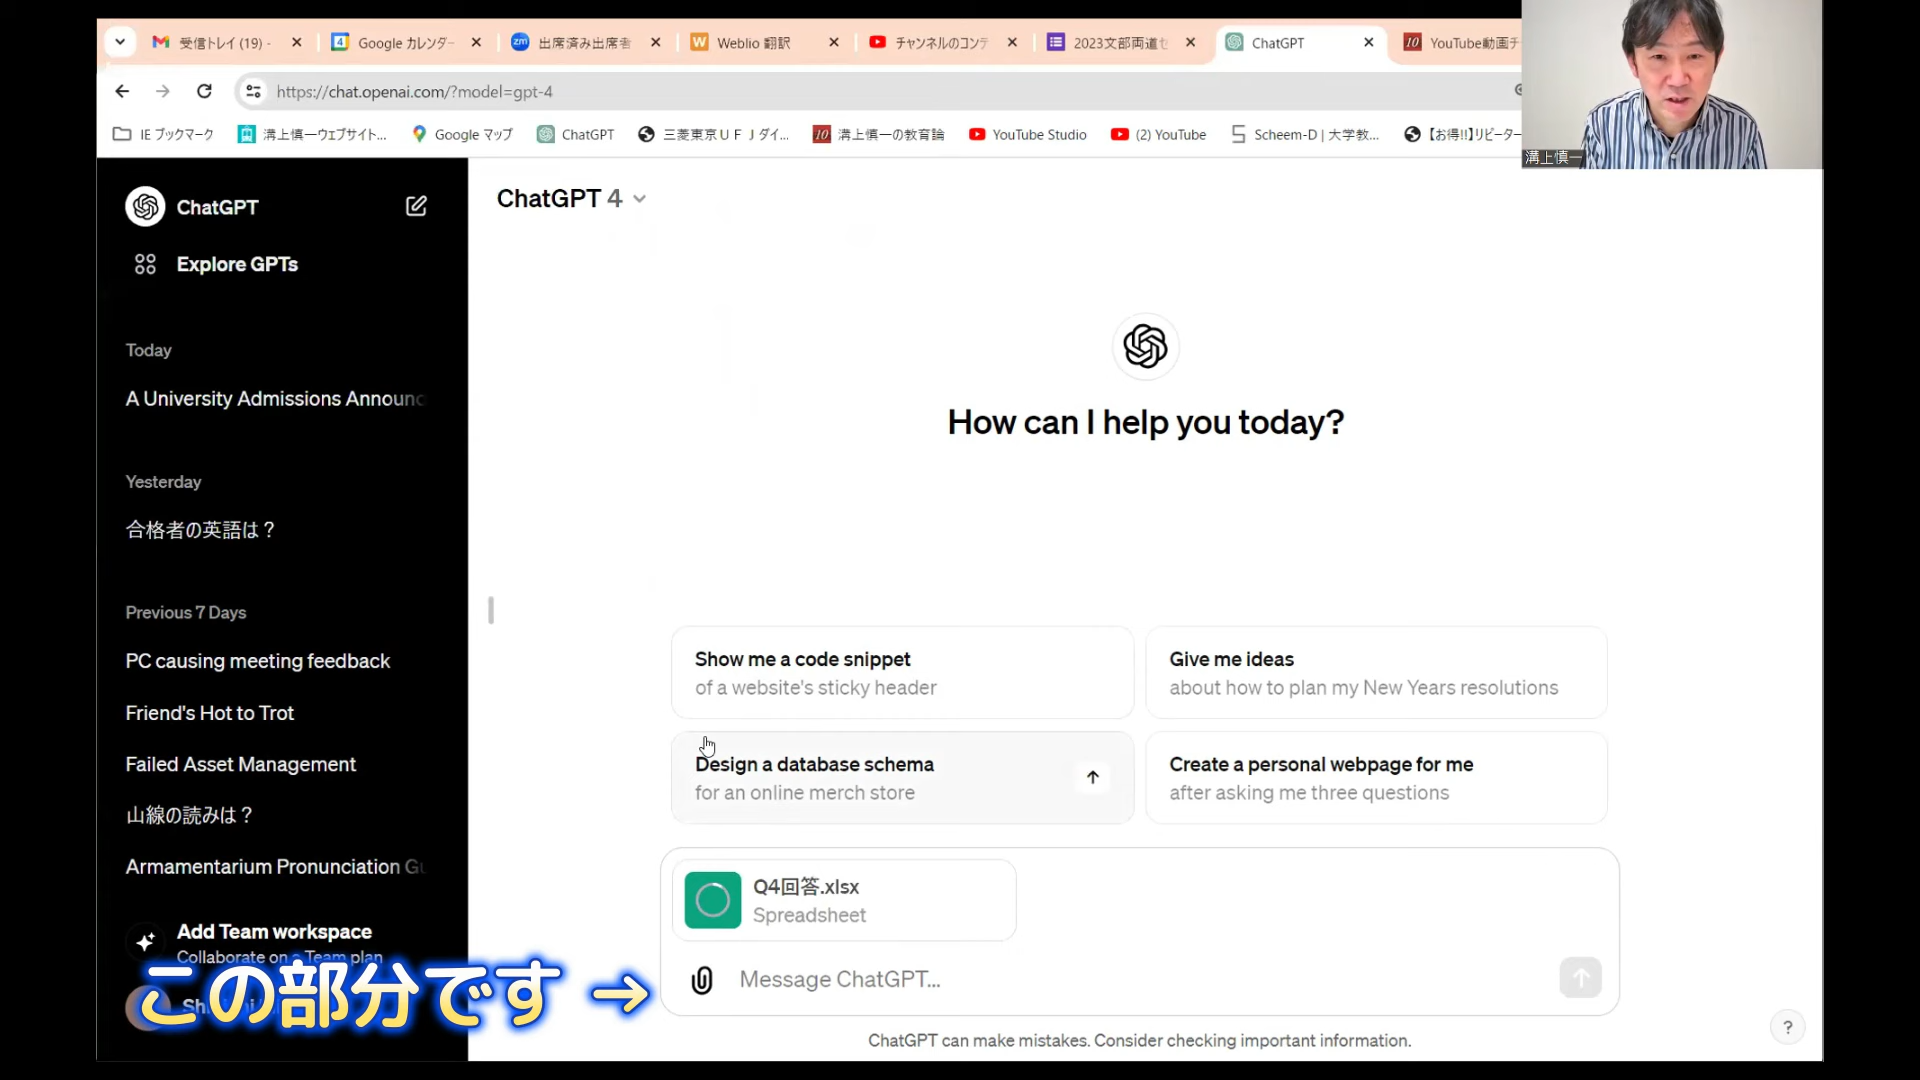 受信トレイ (19) -
Google カレンダー
zm
出席済み出席者
W
Weblio 翻訳
チャンネルのコンテ
2023文部両道セ
ChatGPT
10
YouTube動画チ
https://chat.openai.com/?model=gpt-4
IE ブックマーク
溝上慎一ウェブサイト...
Google マップ
ChatGPT
三菱東京ＵＦＪダイ...
10
溝上慎一の教育論
YouTube Studio
(2) YouTube
Scheem-D | 大学教...
【お得!!】リピーター
溝上慎一
ChatGPT
Explore GPTs
Today
A University Admissions Announc
Yesterday
合格者の英語は？
Previous 7 Days
PC causing meeting feedback
Friend's Hot to Trot
Failed Asset Management
山線の読みは？
Armamentarium Pronunciation Gu
Add Team workspace
Collaborate on a Team plan
この部分です →
ChatGPT 4
How can I help you today?
Show me a code snippet
of a website's sticky header
Give me ideas
about how to plan my New Years resolutions
Design a database schema
for an online merch store
Create a personal webpage for me
after asking me three questions
Q4回答.xlsx
Spreadsheet
Message ChatGPT...
ChatGPT can make mistakes. Consider checking important information.
?